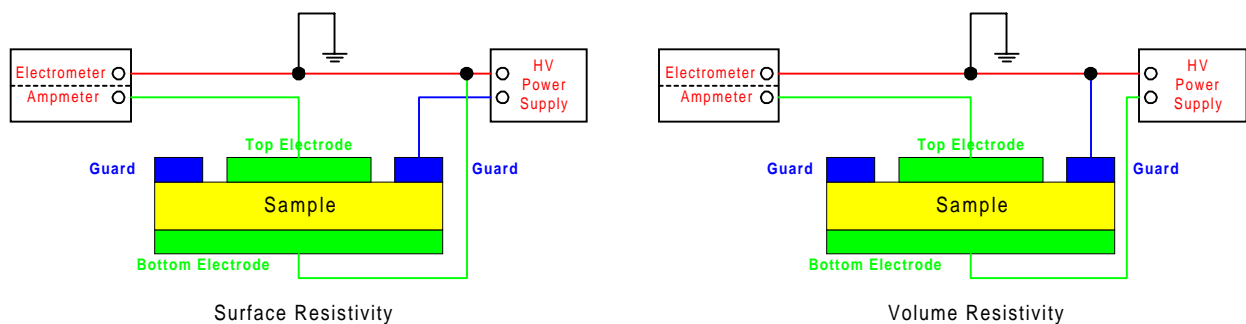 Electrometer
Ampmeter
HV
Power
Supply
Top Electrode
Guard
Guard
Sample
Bottom Electrode
Surface Resistivity
Electrometer
Ampmeter
HV
Power
Supply
Top Electrode
Guard
Guard
Sample
Bottom Electrode
Volume Resistivity